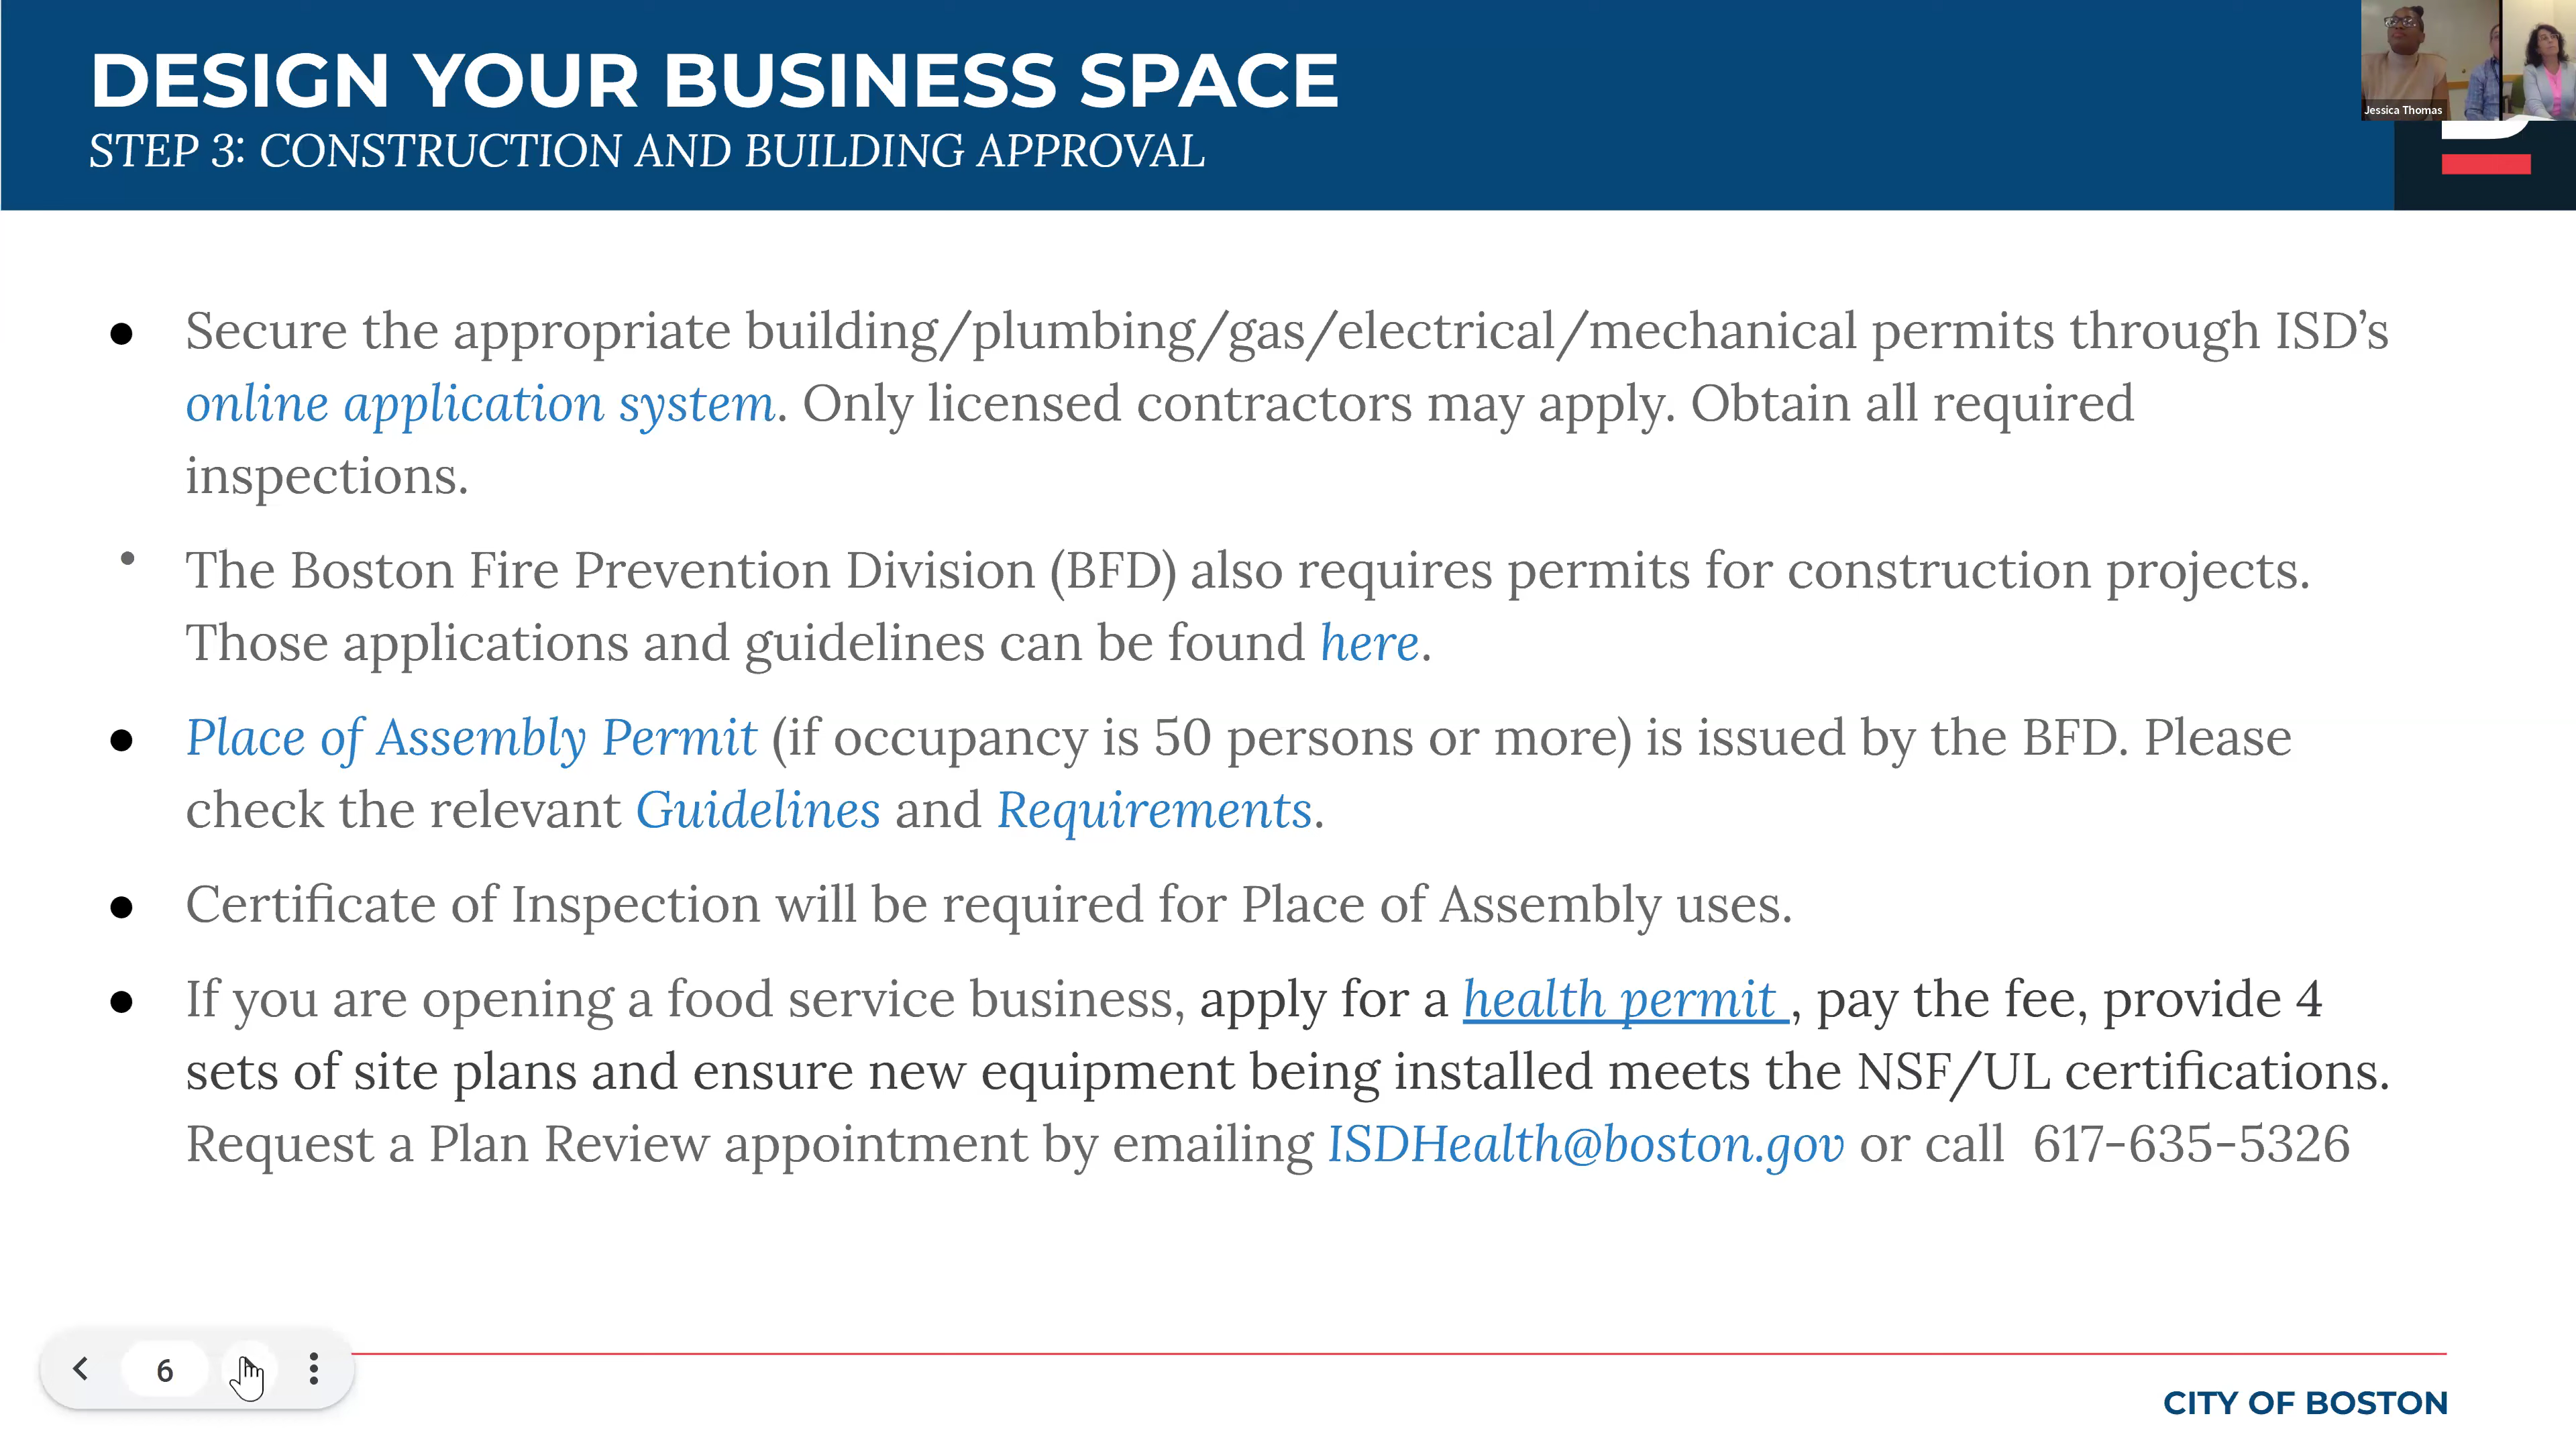 DESIGN YOUR BUSINESS SPACE
STEP 3: CONSTRUCTION AND BUILDING APPROVAL
Jessica Thomas
● Secure the appropriate building/plumbing/gas/electrical/mechanical permits through ISD’s
online application system. Only licensed contractors may apply. Obtain all required
inspections.
• The Boston Fire Prevention Division (BFD) also requires permits for construction projects.
Those applications and guidelines can be found here.
● Place of Assembly Permit (if occupancy is 50 persons or more) is issued by the BFD. Please
check the relevant Guidelines and Requirements.
● Certificate of Inspection will be required for Place of Assembly uses.
● If you are opening a food service business, apply for a health permit , pay the fee, provide 4
sets of site plans and ensure new equipment being installed meets the NSF/UL certifications.
Request a Plan Review appointment by emailing ISDHealth@boston.gov or call 617-635-5326
6
CITY OF BOSTON